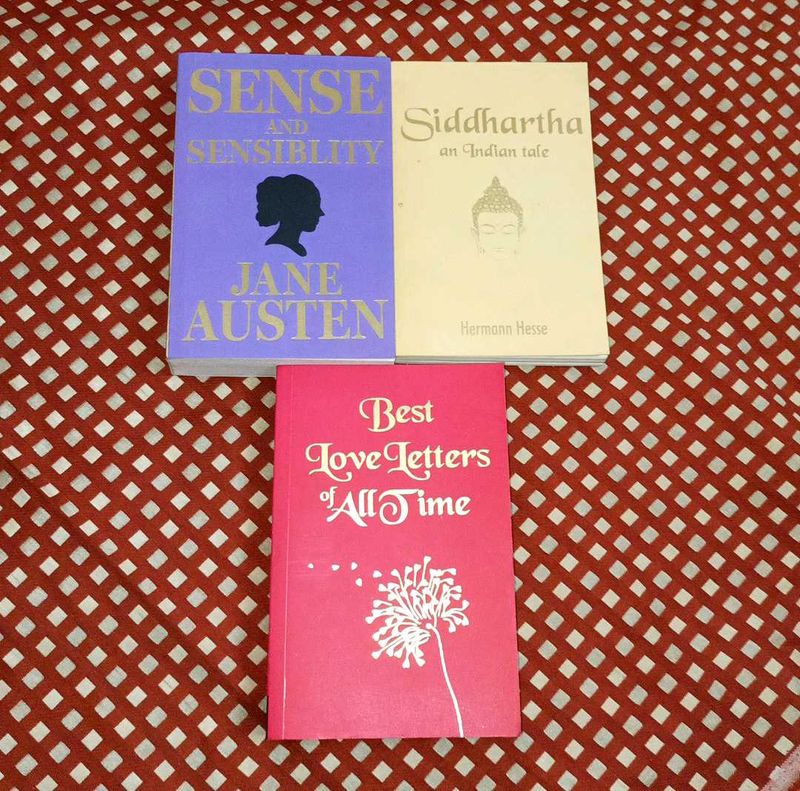 SENSE
AND
SENSIBLITY
JANE
AUSTEN
Siddhartha
an Indian tale
Hermann Hesse
Best
Love Letters
of All Time